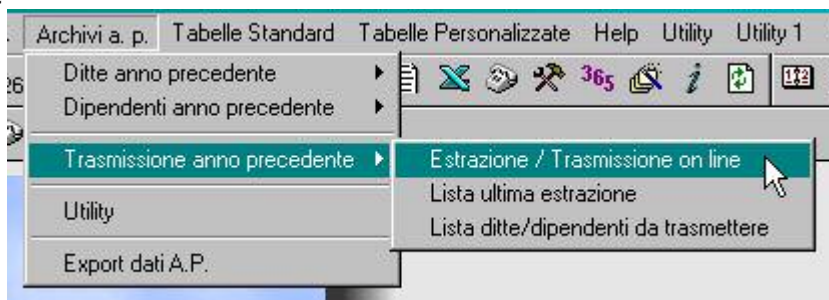 Archivi a. p. Tabelle Standard Tabelle Personalizzate Help Utility Utility 1
Ditte anno precedente
365
Dipendenti anno precedente
Trasmissione anno precedente Estrazione / Trasmissione on line
Lista ultima estrazione
Utility
Lista ditte/dipendenti da trasmettere
Export dati A.P.